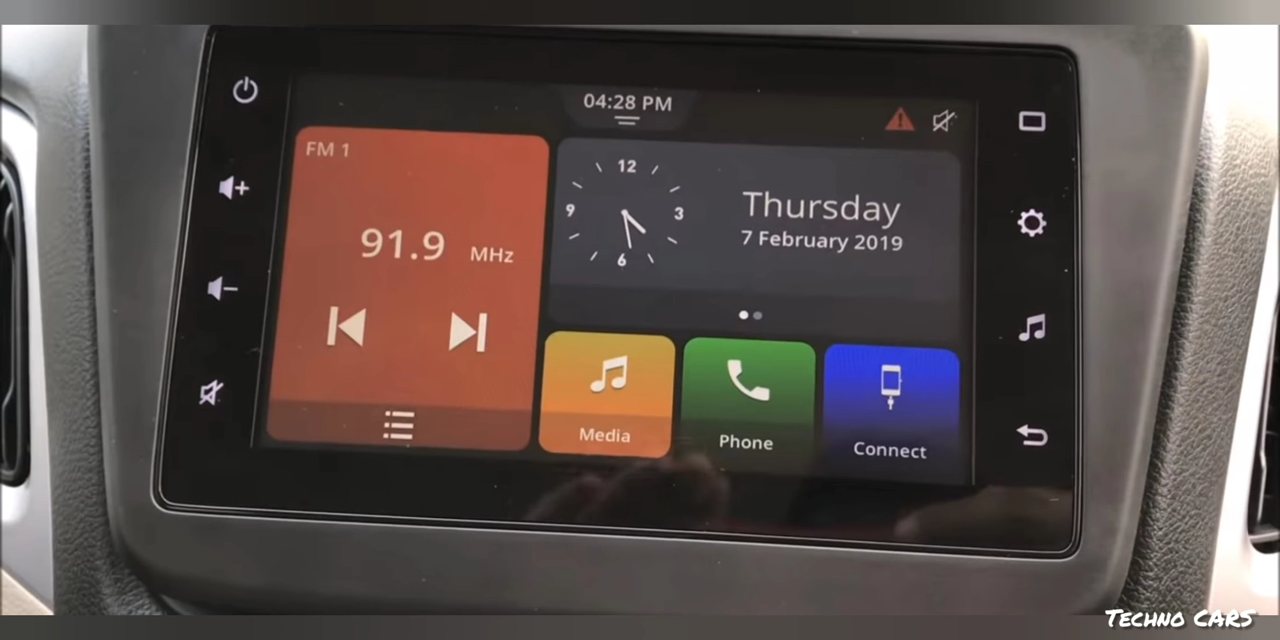 04:28 PM
FM 1
91.9 MHz
12
9
3
6
Thursday
7 February 2019
Media
Phone
Connect
TECHNO CARS